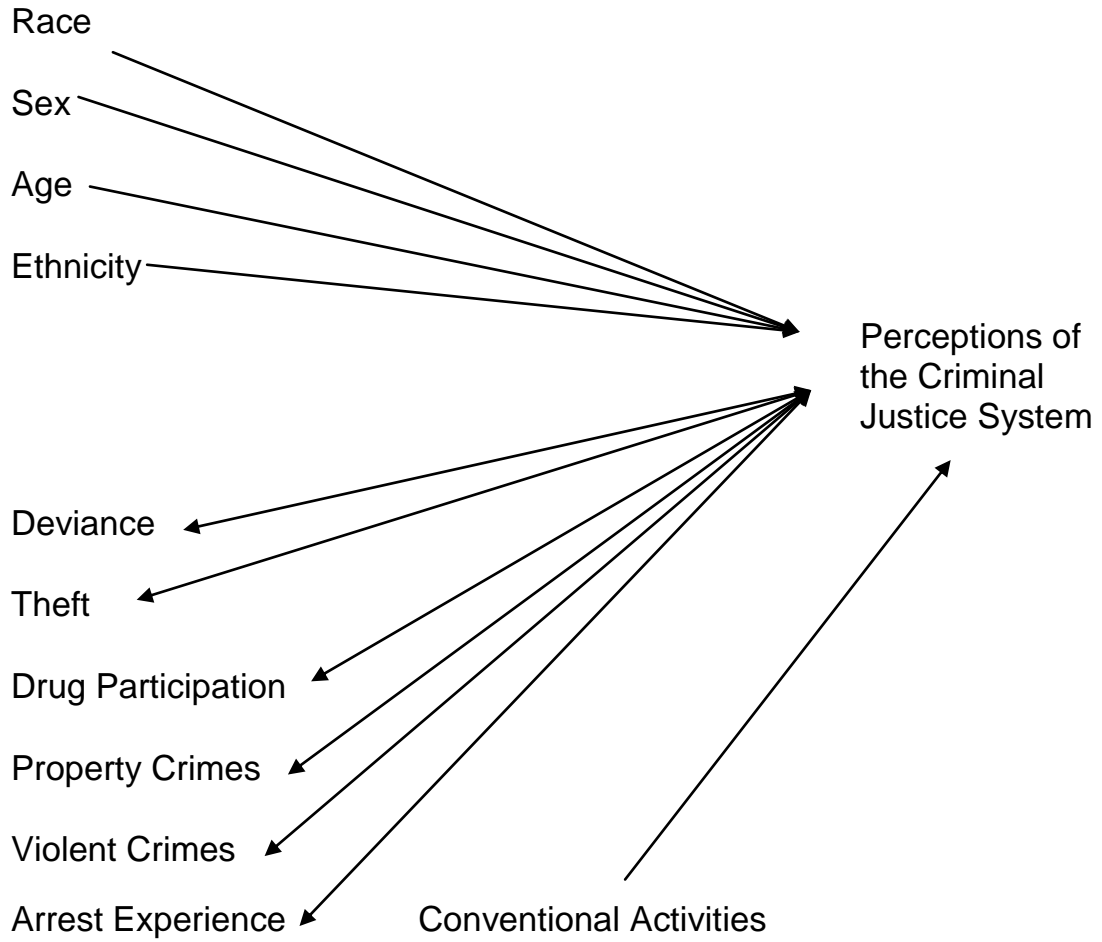 Race
Sex
Age
Ethnicity
Perceptions of
the Criminal
Justice System
Deviance
Theft
Drug Participation
Property Crimes
Violent Crimes
Arrest Experience
Conventional Activities